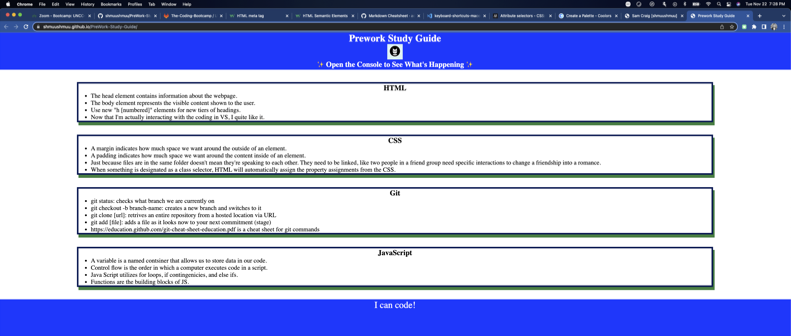 Chrome File Edit View History Bookmarks Profiles Tab Window Help
Tue Nov 22 7:28 PM
Zoom - Bootcamp: UNCC
shmuushmuu/PreWork-St
The Coding Bootcamp
HTML meta tag
HTML Semantic Elements
Markdown Cheatsheet
keyboard-shortcuts-mac
Attribute selectors - CSS
Create a Palette - Coolors
Sam Craig (shmuushmuu)
Prework Study Guide
shmuushmuu.github.io/PreWork-Study-Guide/
Prework Study Guide
✨ Open the Console to See What's Happening ✨
HTML
• The head element contains information about the webpage.
• The body element represents the visible content shown to the user.
• Use new "h [numbered]" elements for new tiers of headings.
• Now that I'm actually interacting with the coding in VS, I quite like it.
CSS
• A margin indicates how much space we want around the outside of an element.
• A padding indicates how much space we want around the content inside of an element.
• Just because files are in the same folder doesn't mean they're speaking to each other. They need to be linked, like two people in a friend group need specific interactions to change a friendship into a romance.
• When something is designated as a class selector, HTML will automatically assign the property assignments from the CSS.
Git
• git status: checks what branch we are currently on
• git checkout -b branch-name: creates a new branch and switches to it
• git clone [url]: retrives an entire repository from a hosted location via URL
• git add [file]: adds a file as it looks now to your next commitment (stage)
• https://education.github.com/git-cheat-sheet-education.pdf is a cheat sheet for git commands
JavaScript
• A variable is a named container that allows us to store data in our code.
• Control flow is the order in which a computer executes code in a script.
• Java Script utilizes for loops, if contingenicies, and else ifs.
• Functions are the building blocks of JS.
I can code!